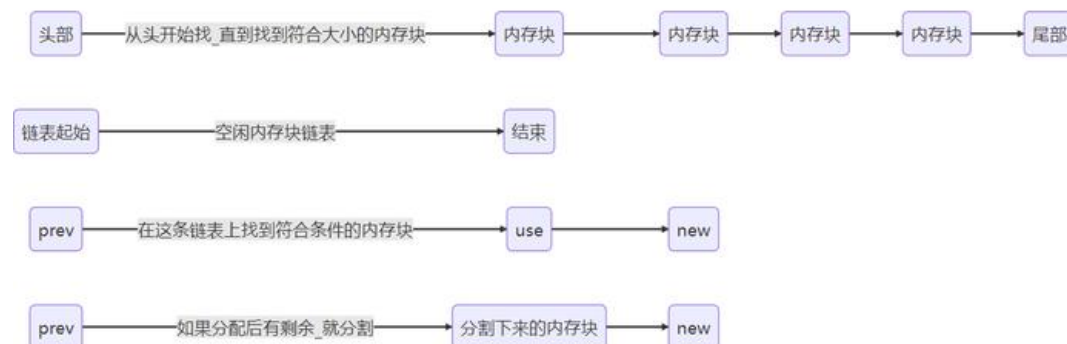 头部 从头开始找_直到找到符合大小的内存块 内存块 内存块 内存块 内存块 尾部
链表起始 空闲内存块链表 结束
prev 在这条链表上找到符合条件的内存块 use new
prev 如果分配后有剩余_就分割 分割下来的内存块 new